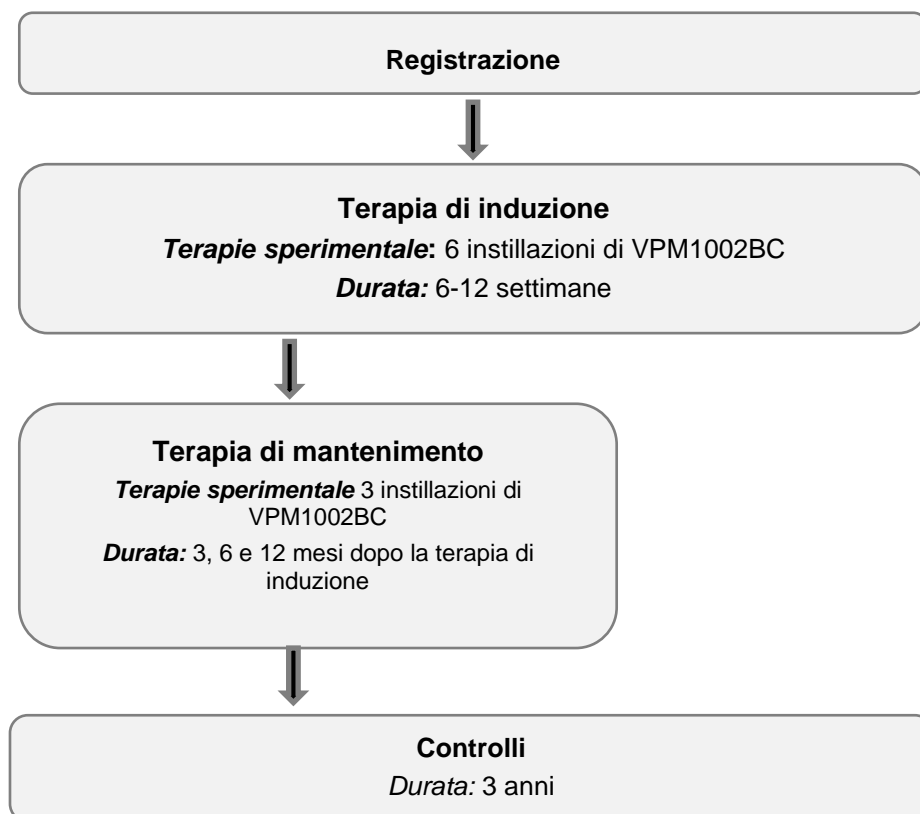 Registrazione
Terapia di induzione
Terapie sperimentale: 6 instillazioni di VPM1002BC
Durata: 6-12 settimane
Terapia di mantenimento
Terapie sperimentale 3 instillazioni di
VPM1002BC
Durata: 3, 6 e 12 mesi dopo la terapia di
induzione
Controlli
Durata: 3 anni